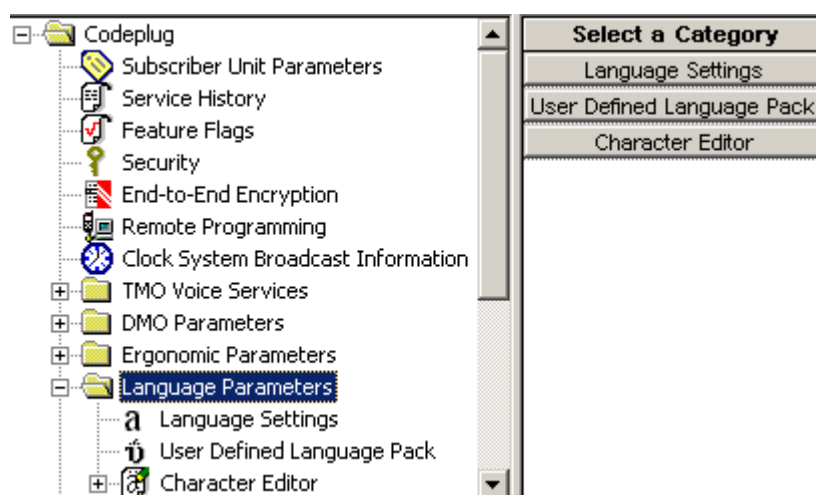 Codeplug
Subscriber Unit Parameters
Service History
Feature Flags
Security
End-to-End Encryption
Remote Programming
Clock System Broadcast Information
TMO Voice Services
DMO Parameters
Ergonomic Parameters
Language Parameters
Language Settings
User Defined Language Pack
Character Editor
Select a Category
Language Settings
User Defined Language Pack
Character Editor